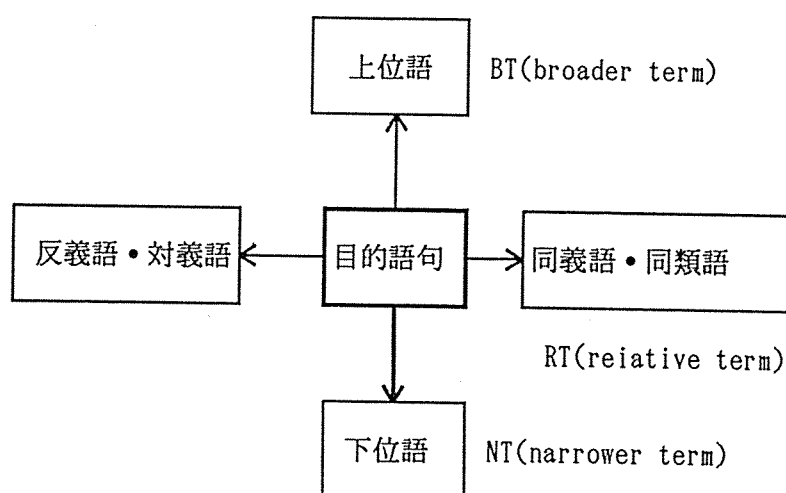 上位語 BT(broader term)
反義語・対義語 目的語句 同義語・同類語
RT(reiative term)
下位語 NT(narrower term)